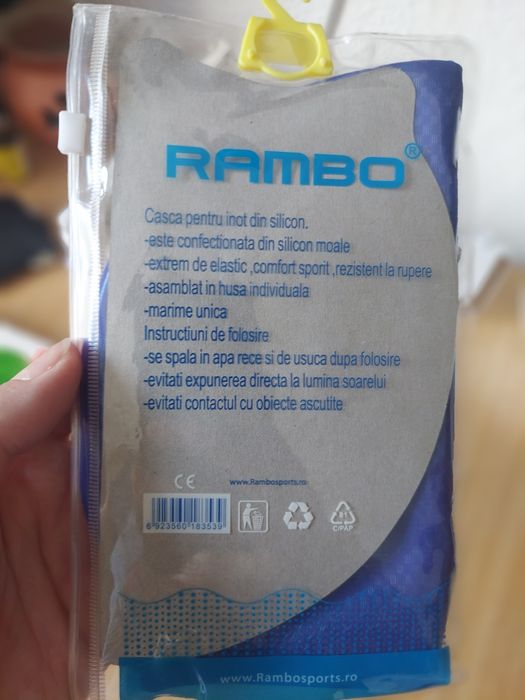 RAMBO®
Casca pentru inot din silicon.
-este confectionata din silicon moale
-extrem de elastic ,comfort sporit ,rezistent la rupere
-asamblat in husa individuala
-marime unica
Instructiuni de folosire
-se spala in apa rece si de usuca dupa folosire
-evitati expunerea directa la lumina soarelui
-evitati contactul cu obiecte ascutite
CE www.Rambosports.ro
6 923560 183539
81
C/PAP
www.Rambosports.ro